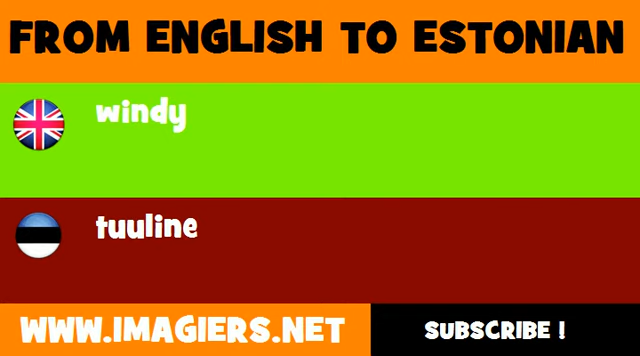 FROM ENGLISH TO ESTONIAN
windy
tuuline
WWW.IMAGIERS.NET
SUBSCRIBE !